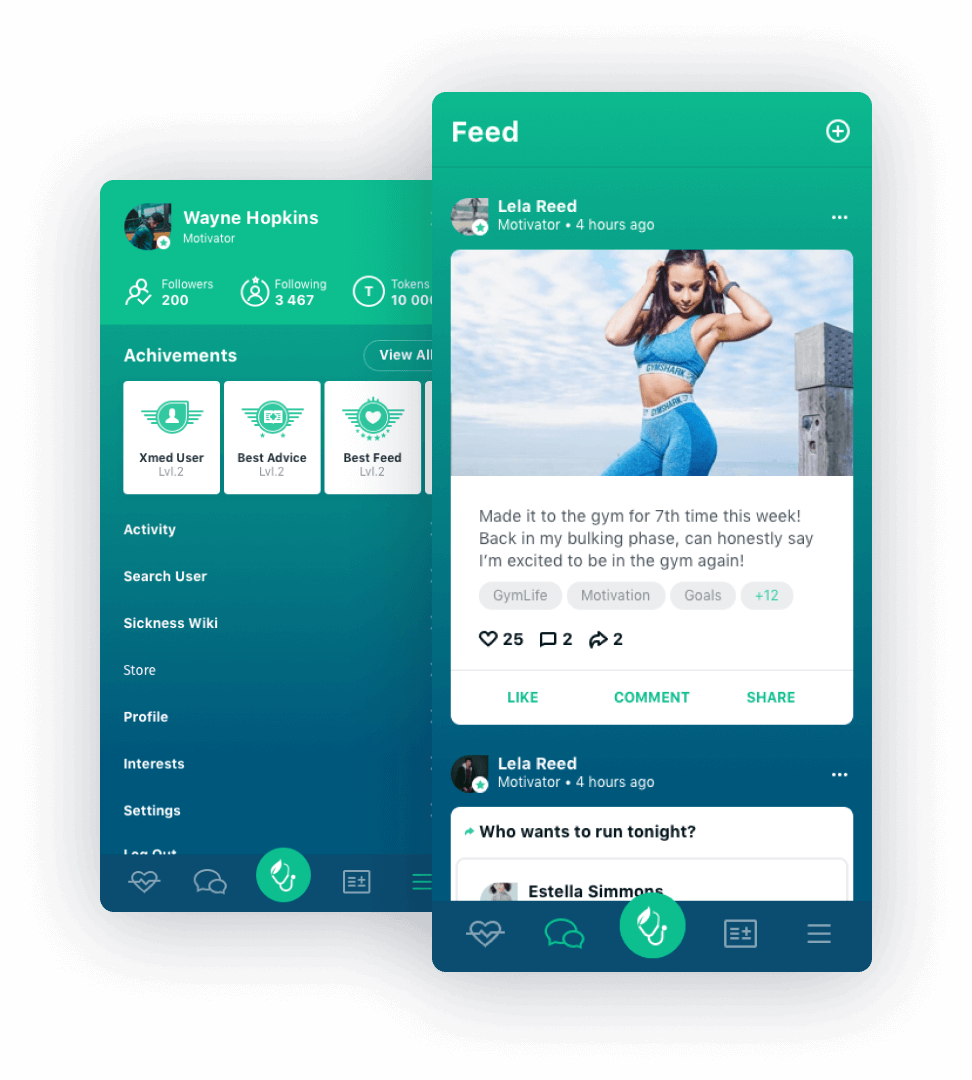 Wayne Hopkins
Motivator
Followers
200
Following
3 467
T
Tokens
10 000
Achivements
View All
Xmed User
Lvl.2
Best Advice
Lvl.2
Best Feed
Lvl.2
Activity
Search User
Sickness Wiki
Store
Profile
Interests
Settings
Log Out
Feed
Lela Reed
Motivator • 4 hours ago
GYMSHARK
GYMSHARK
Made it to the gym for 7th time this week!
Back in my bulking phase, can honestly say
I’m excited to be in the gym again!
GymLife Motivation Goals +12
25 2 2
LIKE COMMENT SHARE
Lela Reed
Motivator • 4 hours ago
Who wants to run tonight?
Estella Simmons